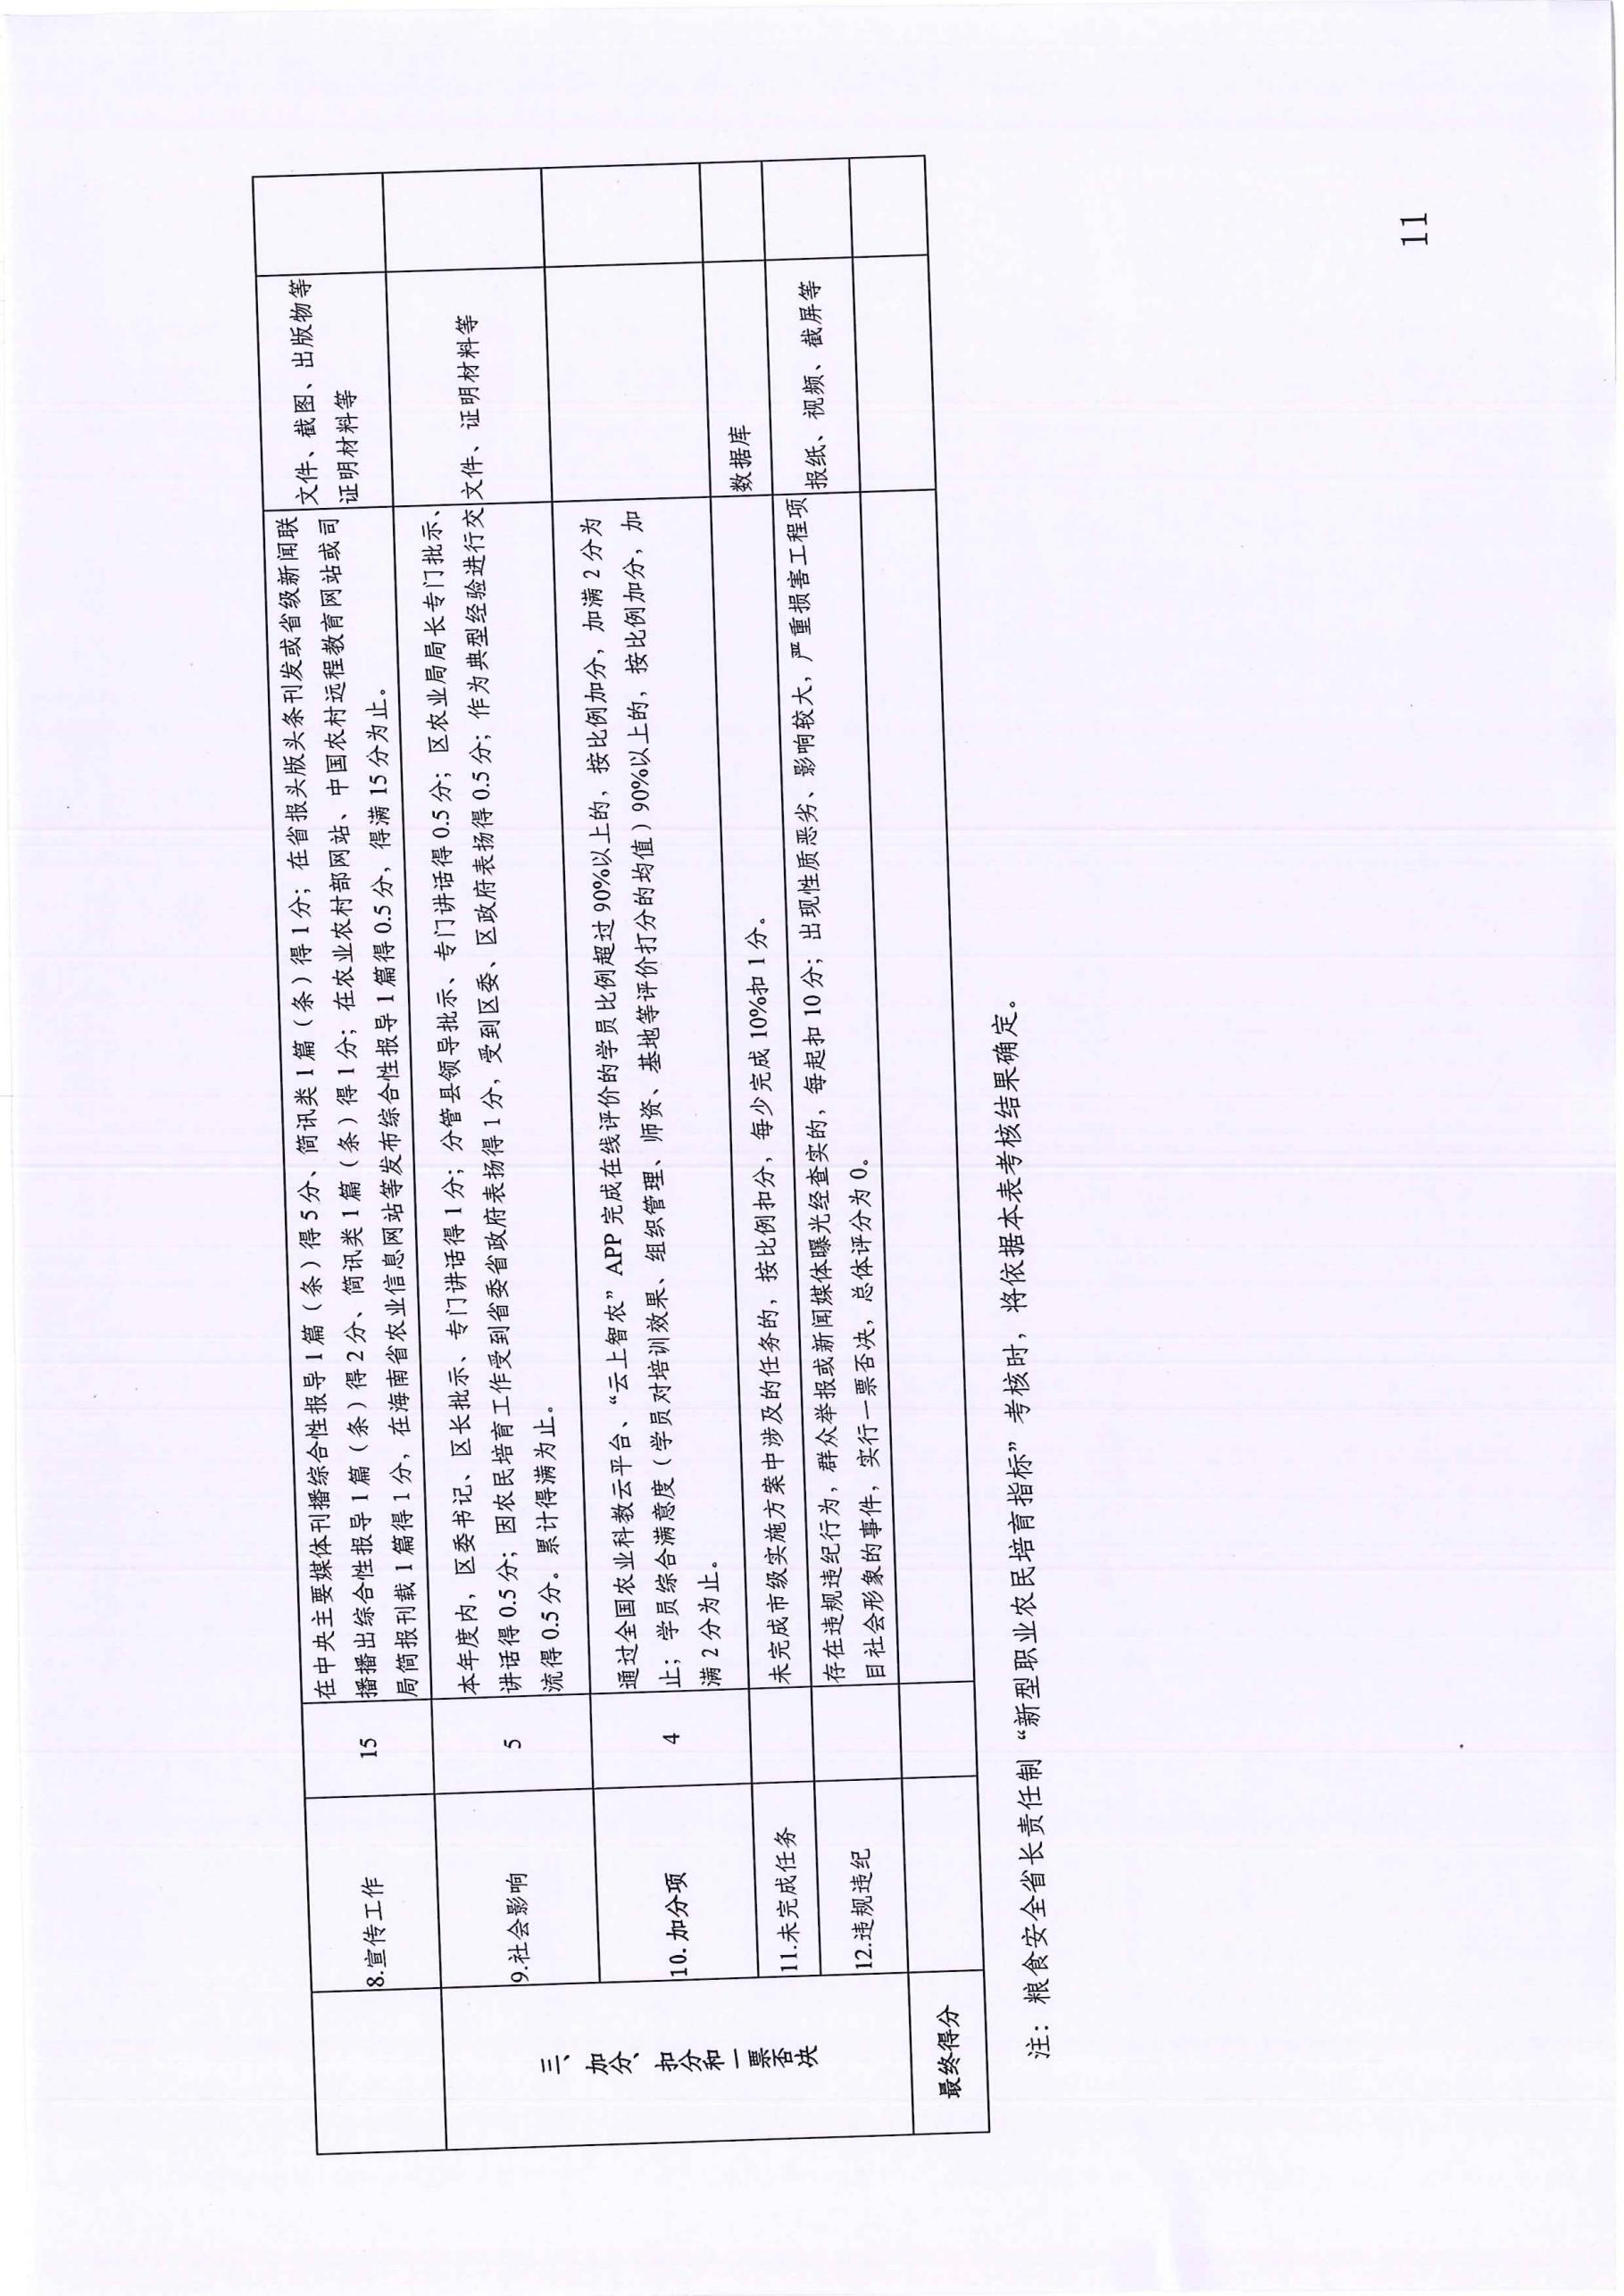 8.宣传工作
15
在中央主要媒体刊播综合性报导 1 篇（条）得 5 分、简讯类 1 篇（条）得 1 分；在省报头版头条刊发或省级新闻联
播播出综合性报导 1 篇（条）得 2 分、简讯类 1 篇（条）得 1 分；在农业农村部网站、中国农村远程教育网站或司
局简报刊载 1 篇得 1 分，在海南省农业信息网站等发布综合性报导 1 篇得 0.5 分，得满 15 分为止。
文件、截图、出版物等
证明材料等
三、
加
分、
扣
分和
一票
否决
9.社会影响
5
本年度内，区委书记、区长批示、专门讲话得 1 分；分管县领导批示、专门讲话得 0.5 分；区农业局局长专门批示、
讲话得 0.5 分；因农民培育工作受到省委省政府表扬得 1 分，受到区委、区政府表扬得 0.5 分；作为典型经验进行交
流得 0.5 分。累计得满为止。
文件、证明材料等
10. 加分项
4
通过全国农业科教云平台、“云上智农”APP 完成在线评价的学员比例超过 90%以上的，按比例加分，加满 2 分为
止；学员综合满意度（学员对培训效果、组织管理、师资、基地等评价打分的均值）90%以上的，按比例加分，加
满 2 分为止。
11.未完成任务
未完成市级实施方案中涉及的任务的，按比例扣分，每少完成 10%扣 1 分。
数据库
12.违规违纪
存在违规违纪行为，群众举报或新闻媒体曝光经查实的，每起扣 10 分；出现性质恶劣、影响较大，严重损害工程项
目社会形象的事件，实行一票否决，总体评分为 0。
报纸、视频、截屏等
最终得分
注：粮食安全省长责任制“新型职业农民培育指标”考核时，将依据本表考核结果确定。
11